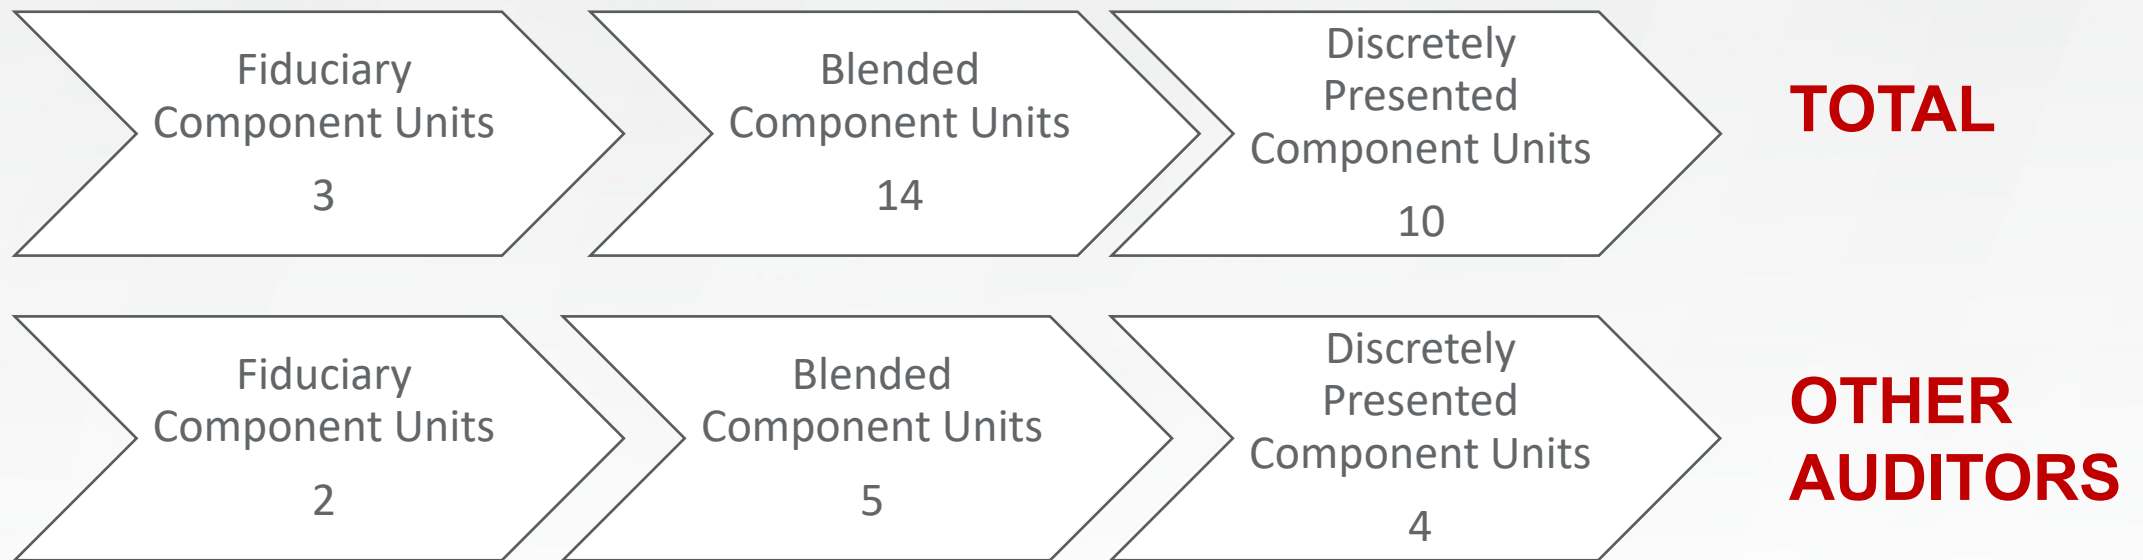 Fiduciary
Component Units
3
Blended
Component Units
14
Discretely
Presented
Component Units
10
TOTAL
Fiduciary
Component Units
2
Blended
Component Units
5
Discretely
Presented
Component Units
4
OTHER
AUDITORS